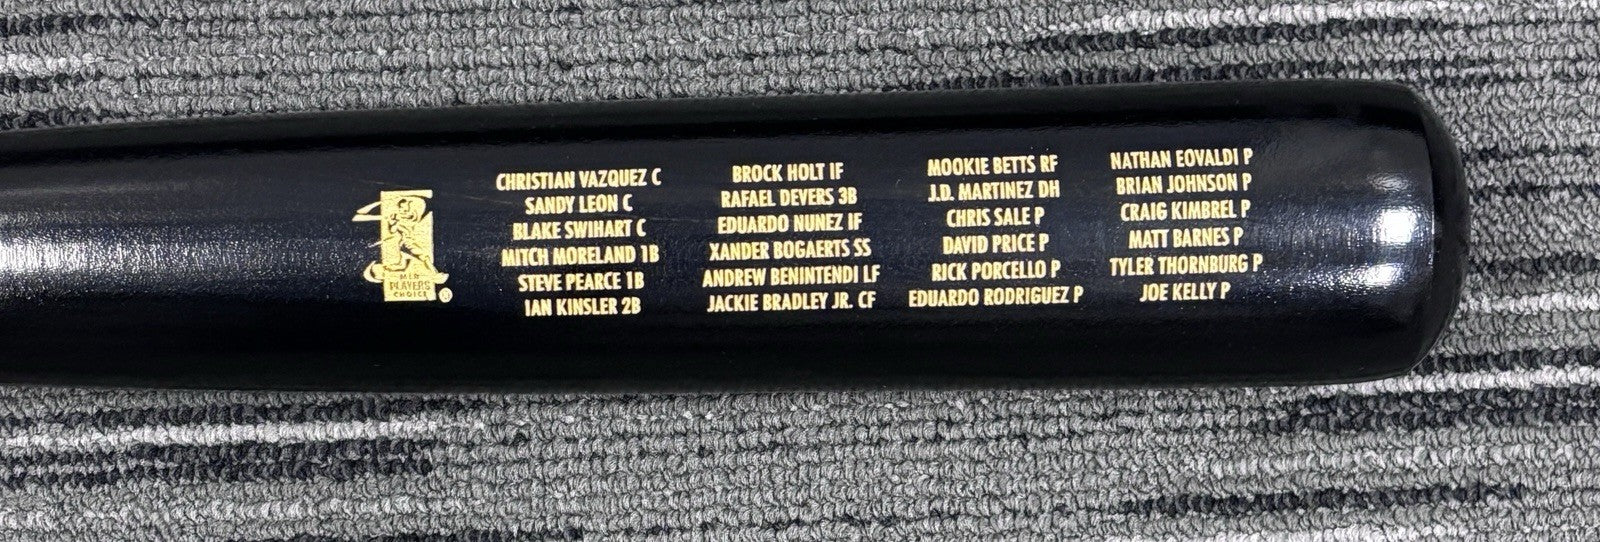 MLB
PLAYERS
CHOICE
®
CHRISTIAN VAZQUEZ C
SANDY LEON C
BLAKE SWIHART C
MITCH MORELAND 1B
STEVE PEARCE 1B
IAN KINSLER 2B
BROCK HOLT IF
RAFAEL DEVERS 3B
EDUARDO NUNEZ IF
XANDER BOGAERTS SS
ANDREW BENINTENDI LF
JACKIE BRADLEY JR. CF
MOOKIE BETTS RF
J.D. MARTINEZ DH
CHRIS SALE P
DAVID PRICE P
RICK PORCELLO P
EDUARDO RODRIGUEZ P
NATHAN EOVALDI P
BRIAN JOHNSON P
CRAIG KIMBREL P
MATT BARNES P
TYLER THORNBURG P
JOE KELLY P